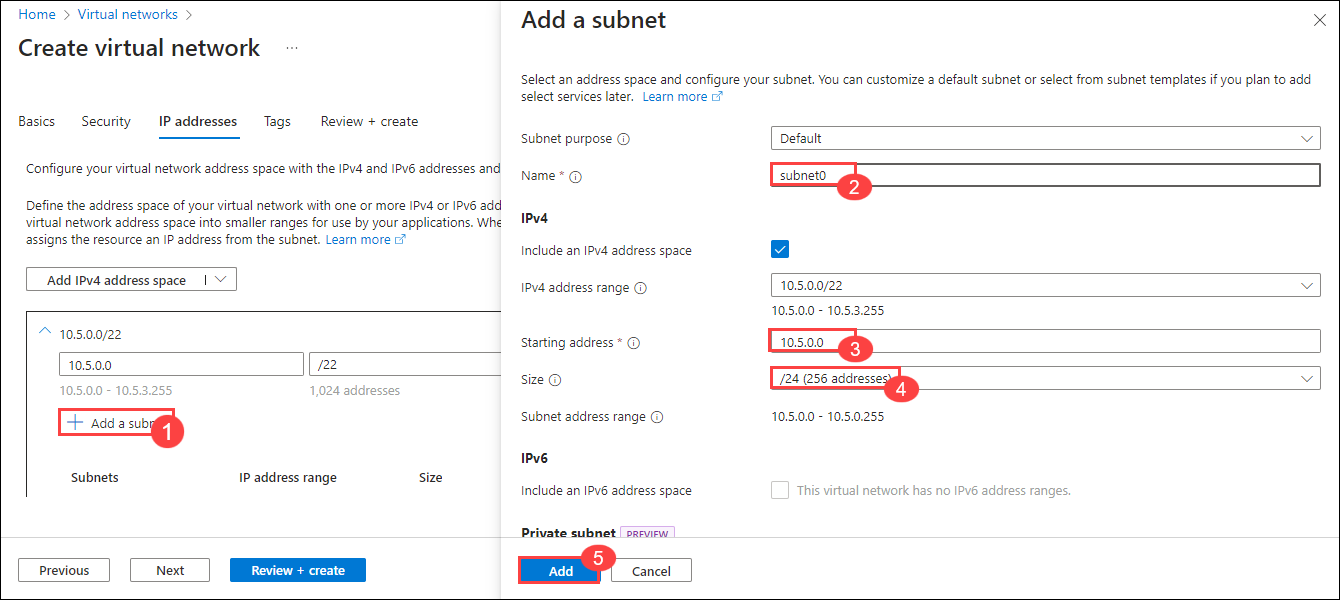 Home > Virtual networks >
Create virtual network ...
Basics Security IP addresses Tags Review + create
Configure your virtual network address space with the IPv4 and IPv6 addresses and
Define the address space of your virtual network with one or more IPv4 or IPv6 add
virtual network address space into smaller ranges for use by your applications. Whe
assigns the resource an IP address from the subnet. Learn more
Add IPv4 address space |
10.5.0.0/22
10.5.0.0 /22
10.5.0.0 - 10.5.3.255 1,024 addresses
+ Add a subn 1
Subnets IP address range Size
Previous Next Review + create
Add a subnet
Select an address space and configure your subnet. You can customize a default subnet or select from subnet templates if you plan to add
select services later. Learn more
Subnet purpose Default
Name * subnet0 2
IPv4
Include an IPv4 address space
IPv4 address range 10.5.0.0/22
10.5.0.0 - 10.5.3.255
Starting address * 10.5.0.0 3
Size /24 (256 addresses) 4
Subnet address range 10.5.0.0 - 10.5.0.255
IPv6
Include an IPv6 address space This virtual network has no IPv6 address ranges.
Private subnet PREVIEW
Add 5 Cancel